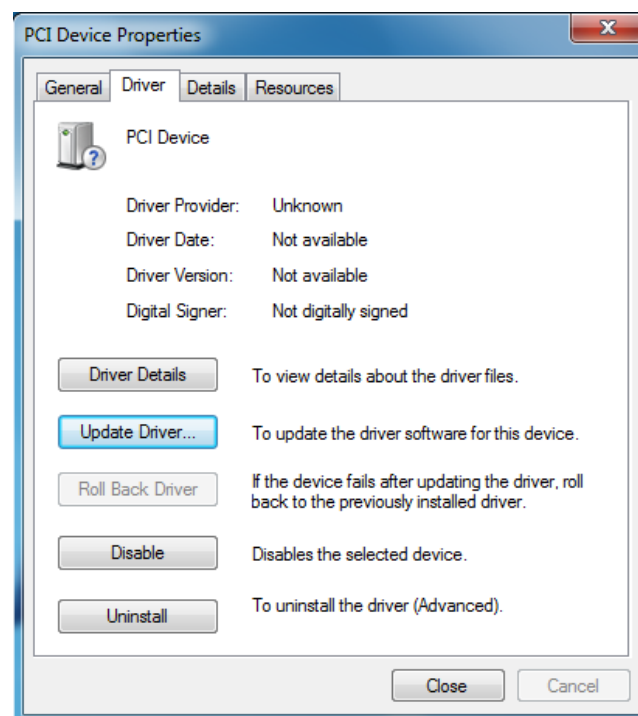 PCI Device Properties
General Driver Details Resources
PCI Device
Driver Provider: Unknown
Driver Date: Not available
Driver Version: Not available
Digital Signer: Not digitally signed
Driver Details To view details about the driver files.
Update Driver... To update the driver software for this device.
Roll Back Driver If the device fails after updating the driver, roll
back to the previously installed driver.
Disable Disables the selected device.
Uninstall To uninstall the driver (Advanced).
Close Cancel